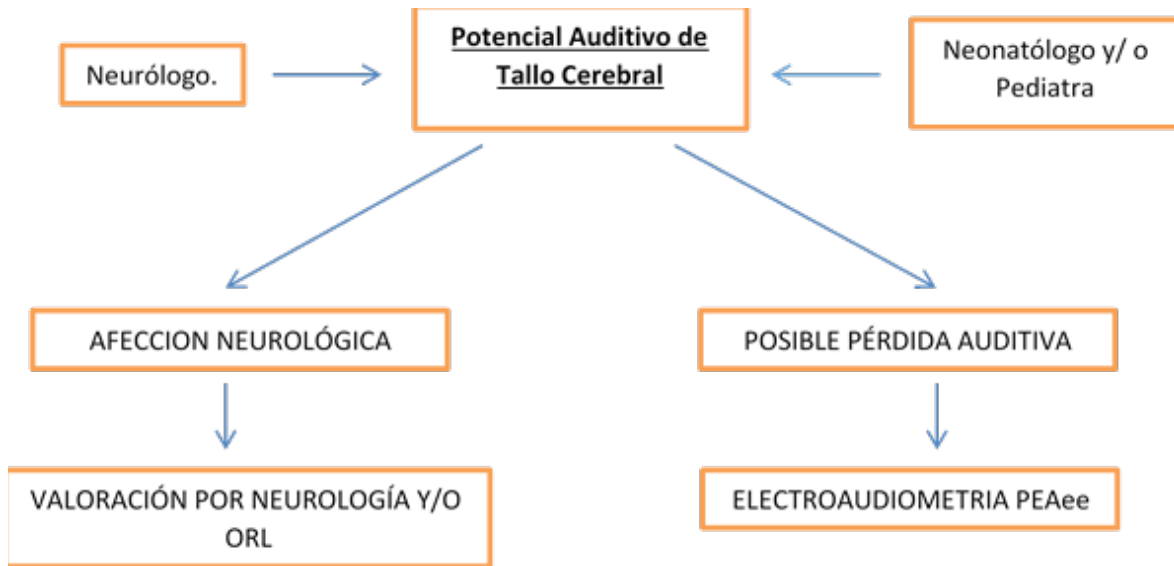 Neurólogo.
Potencial Auditivo de
Tallo Cerebral
Neonatólogo y/ o
Pediatra
AFECCION NEUROLÓGICA
POSIBLE PÉRDIDA AUDITIVA
VALORACIÓN POR NEUROLOGÍA Y/O
ORL
ELECTROAUDIOMETRIA PEAee